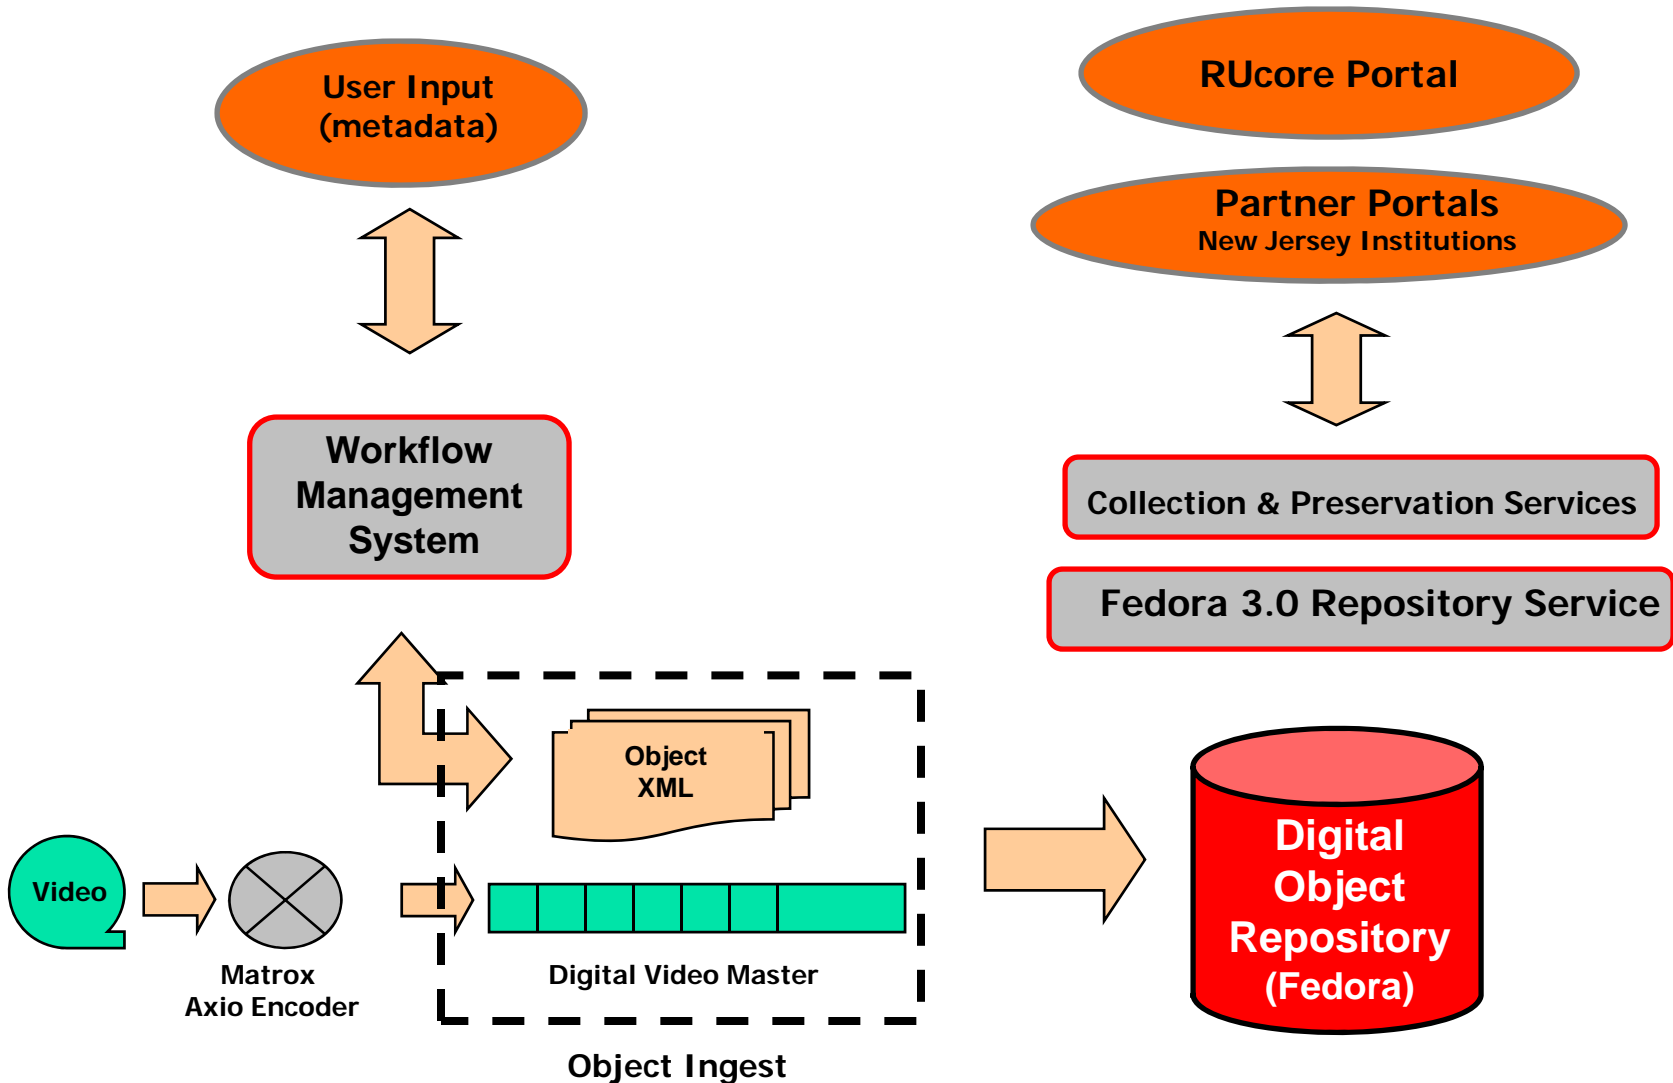 User Input
(metadata)
RUcore Portal
Partner Portals
New Jersey Institutions
Workflow
Management
System
Collection & Preservation Services
Fedora 3.0 Repository Service
Object
XML
Video
Matrox
Axio Encoder
Digital Video Master
Object Ingest
Digital
Object
Repository
(Fedora)